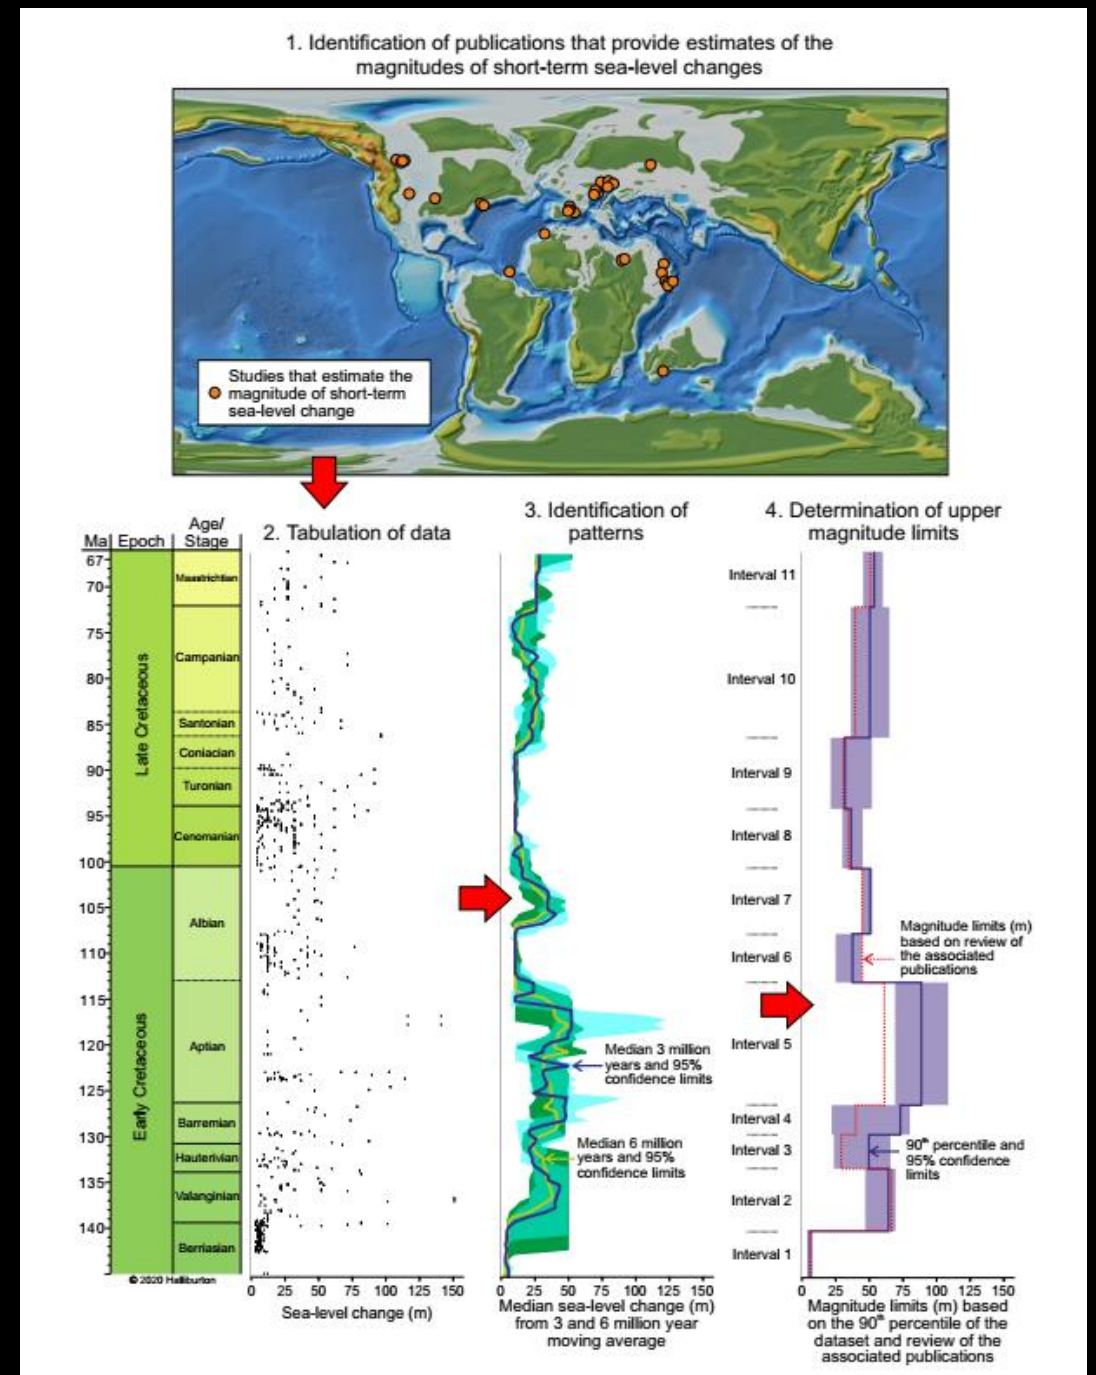 1. Identification of publications that provide estimates of the
magnitudes of short-term sea-level changes
Studies that estimate the
magnitude of short-term
sea-level change
2. Tabulation of data
3. Identification of
patterns
4. Determination of upper
magnitude limits
Ma
Epoch
Age/
Stage
67
70
75
80
85
90
95
100
105
110
115
120
125
130
135
140
Late Cretaceous
Early Cretaceous
Maastrichtian
Campanian
Santonian
Coniacian
Turonian
Cenomanian
Albian
Aptian
Barremian
Hauterivian
Valanginian
Berriasian
© 2020 Halliburton
0 25 50 75 100 125 150
Sea-level change (m)
Median 3 million
years and 95%
confidence limits
Median 6 million
years and 95%
confidence limits
0 25 50 75 100 125 150
Median sea-level change (m)
from 3 and 6 million year
moving average
Interval 11
Interval 10
Interval 9
Interval 8
Interval 7
Interval 6
Interval 5
Interval 4
Interval 3
Interval 2
Interval 1
Magnitude limits (m)
based on review of
the associated
publications
90th percentile and
95% confidence
limits
0 25 50 75 100 125 150
Magnitude limits (m) based
on the 90th percentile of the
dataset and review of the
associated publications